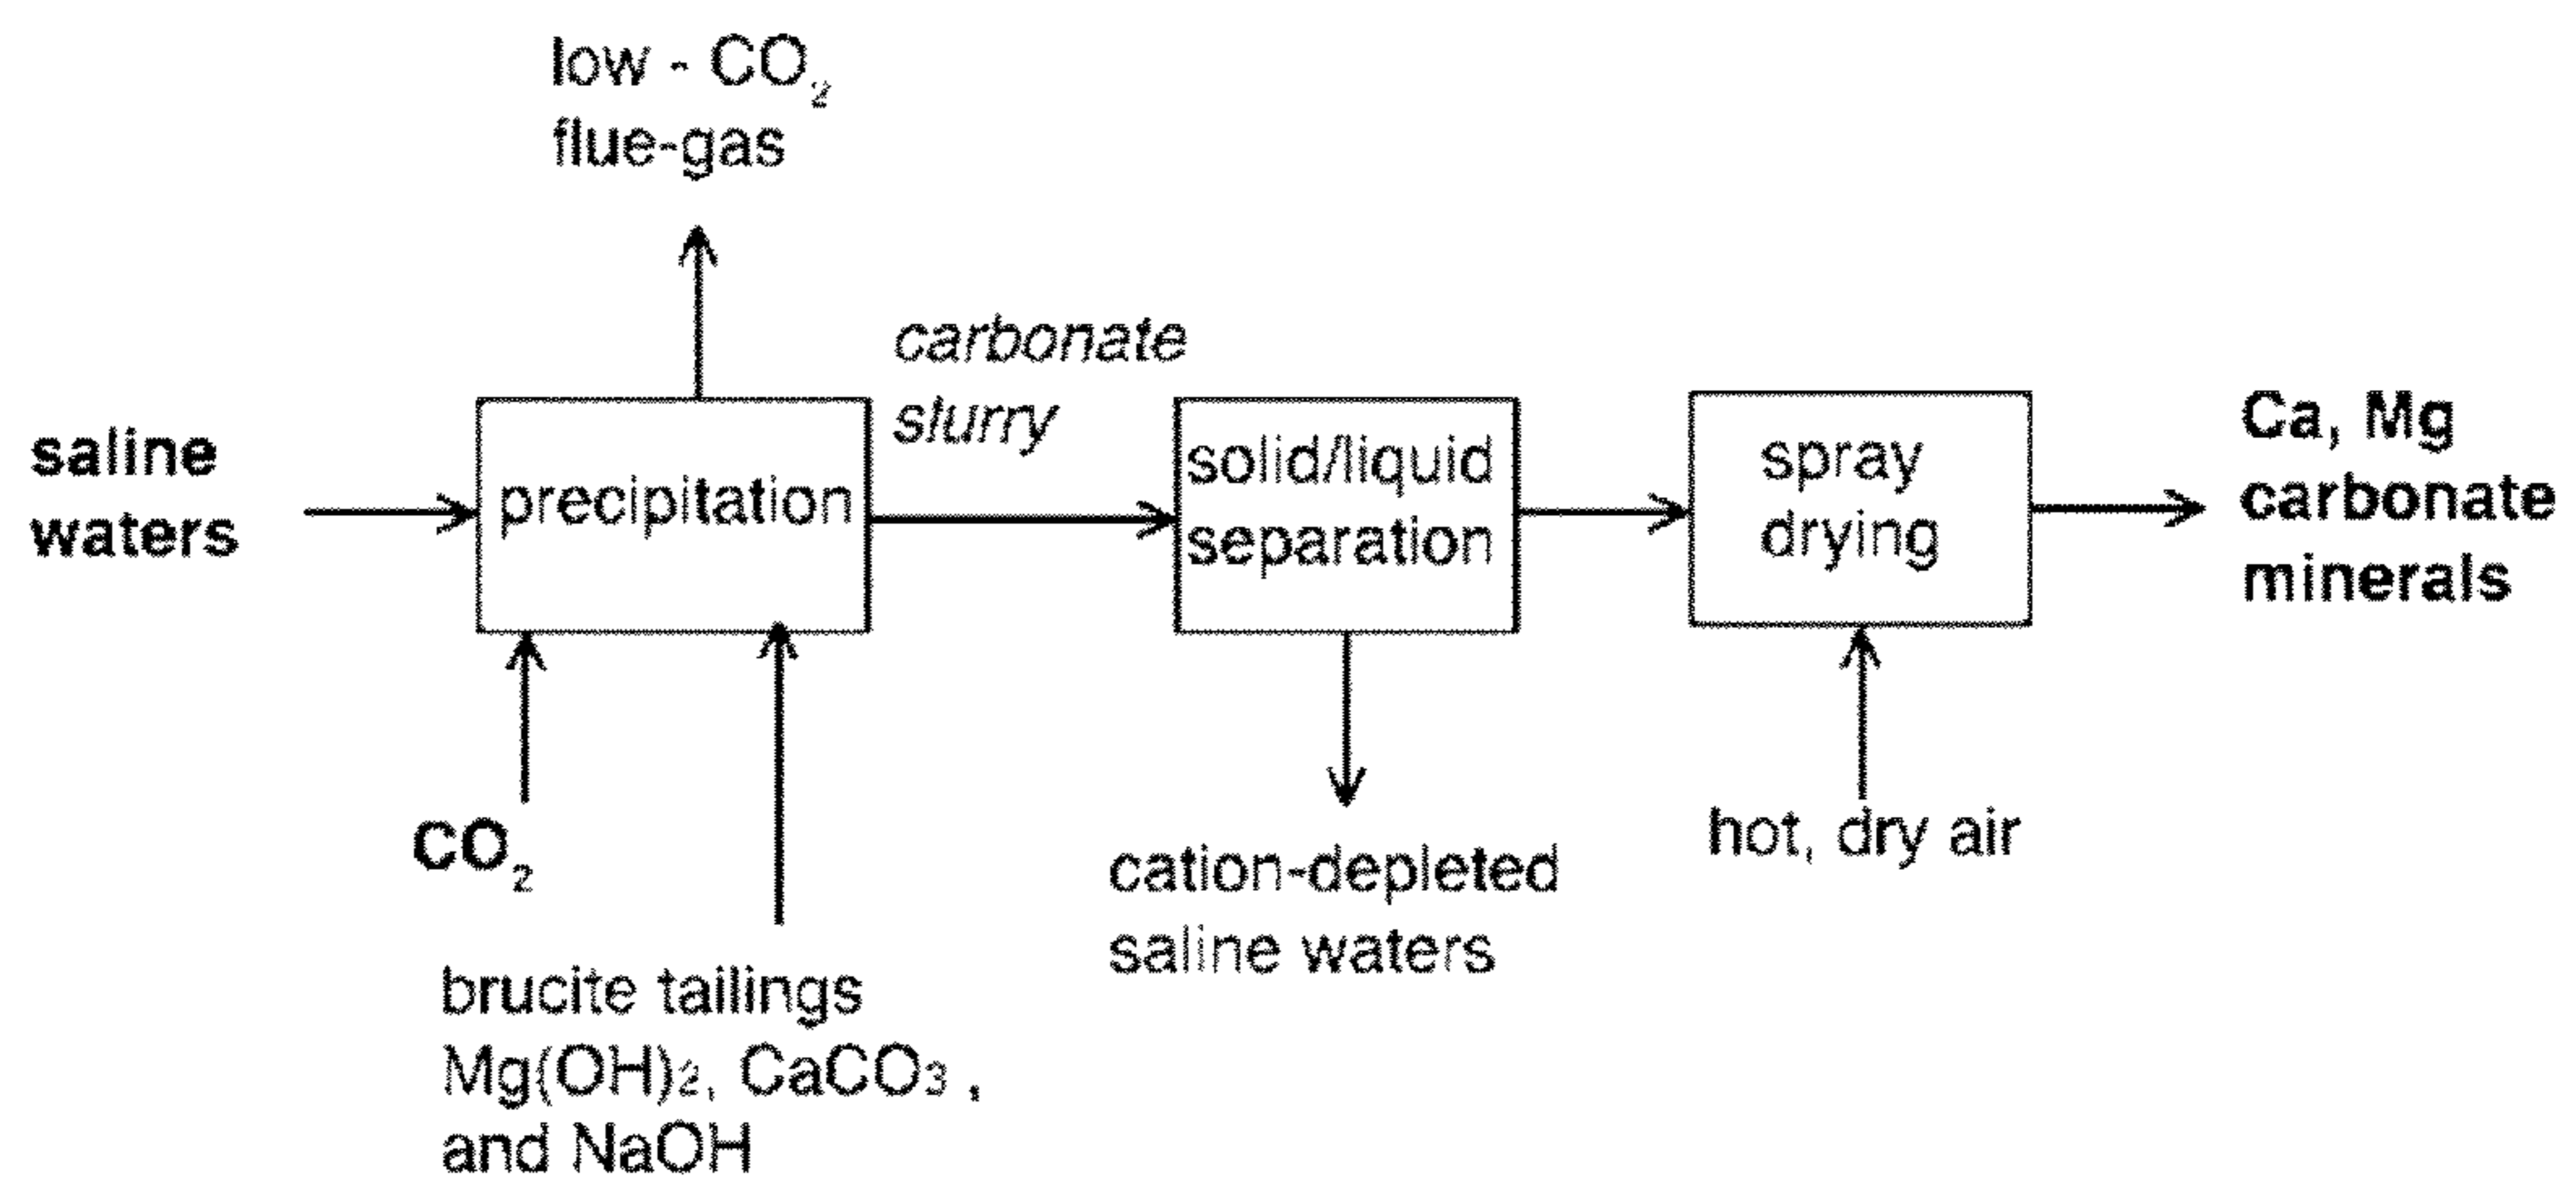 low - CO₂
flue-gas
carbonate
slurry
saline
waters
precipitation
solid/liquid
separation
spray
drying
Ca, Mg
carbonate
minerals
CO₂
hot, dry air
cation-depleted
saline waters
brucite tailings
Mg(OH)₂, CaCO₃ ,
and NaOH